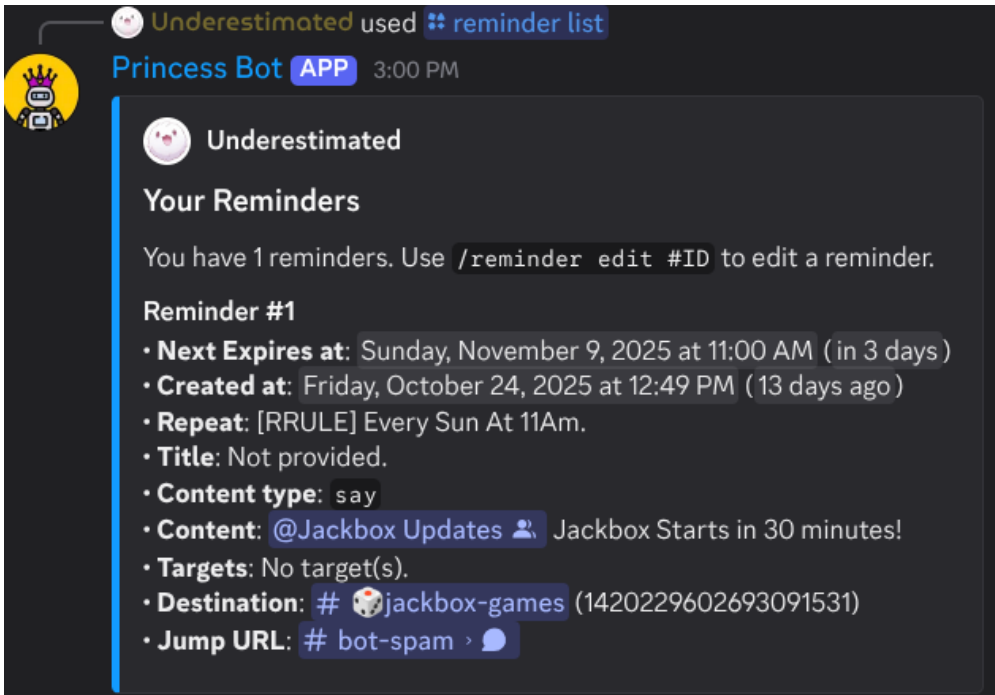 Underestimated used reminder list
Princess Bot APP 3:00 PM
Underestimated
Your Reminders
You have 1 reminders. Use /reminder edit #ID to edit a reminder.
Reminder #1
• Next Expires at: Sunday, November 9, 2025 at 11:00 AM (in 3 days)
• Created at: Friday, October 24, 2025 at 12:49 PM (13 days ago)
• Repeat: [RRULE] Every Sun At 11Am.
• Title: Not provided.
• Content type: say
• Content: @Jackbox Updates Jackbox Starts in 30 minutes!
• Targets: No target(s).
• Destination: # 🎲jackbox-games (1420229602693091531)
• Jump URL: # bot-spam ›